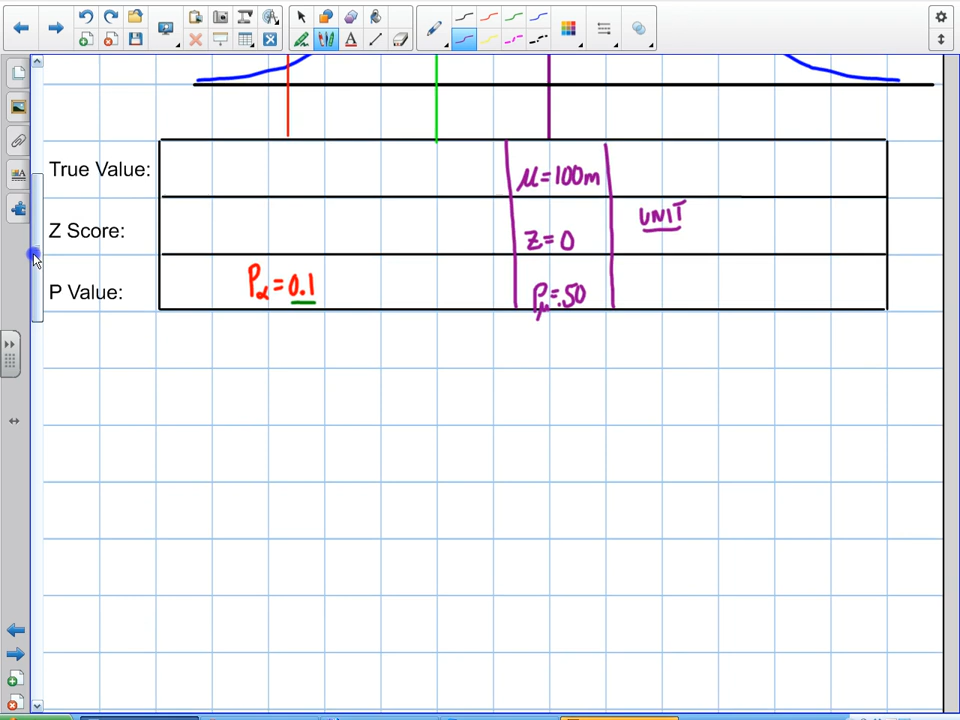 True Value:
μ=100m
Z Score:
Z=0
UNIT
P Value:
Pα=0.1
Pμ=.50